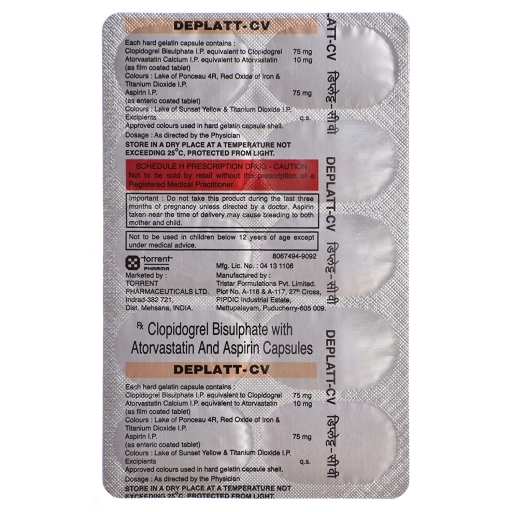 DEPLATT-CV
Each hard gelatin capsule contains :
Clopidogrel Bisulphate I.P. equivalent to Clopidogrel 75 mg
Atorvastatin Calcium I.P. equivalent to Atorvastatin 10 mg
(as film coated tablet)
Colours : Lake of Ponceau 4R, Red Oxide of Iron &
Titanium Dioxide I.P.
Aspirin I.P. 75 mg
(as enteric coated tablet)
Colours : Lake of Sunset Yellow & Titanium Dioxide I.P.
Excipients q.s.
Approved colours used in hard gelatin capsule shell.
Dosage : As directed by the Physician
STORE IN A DRY PLACE AT A TEMPERATURE NOT
EXCEEDING 25°C, PROTECTED FROM LIGHT.
SCHEDULE H PRESCRIPTION DRUG - CAUTION
Not to be sold by retail without the prescription of a
Registered Medical Practitioner.
Important : Do not take this product during the last three
months of pregnancy unless directed by a doctor. Aspirin
taken near the time of delivery may cause bleeding to both
mother and child.
Not to be used in children below 12 years of age except
under medical advice.
8067494-9092
torrent
PHARMA
Marketed by :
TORRENT
PHARMACEUTICALS LTD.
Indrad-382 721,
Dist. Mehsana, INDIA.
Mfg. Lic. No. : 04 13 1106
Manufactured by :
Tristar Formulations Pvt. Limited.
Plot No. A-116 & A-117, 27th Cross,
PIPDIC Industrial Estate,
Mettupalayam, Puducherry-605 009.
Rx Clopidogrel Bisulphate with
Atorvastatin And Aspirin Capsules
DEPLATT-CV
Each hard gelatin capsule contains :
Clopidogrel Bisulphate I.P. equivalent to Clopidogrel 75 mg
Atorvastatin Calcium I.P. equivalent to Atorvastatin 10 mg
(as film coated tablet)
Colours : Lake of Ponceau 4R, Red Oxide of Iron &
Titanium Dioxide I.P.
Aspirin I.P. 75 mg
(as enteric coated tablet)
Colours : Lake of Sunset Yellow & Titanium Dioxide I.P.
Excipients q.s.
Approved colours used in hard gelatin capsule shell.
Dosage : As directed by the Physician
STORE IN A DRY PLACE AT A TEMPERATURE NOT
EXCEEDING 25°C, PROTECTED FROM LIGHT.
PLATT-CV
डिप्लेट-सीवी
DEPLATT-CV
डिप्लेट-सीवी
DEPLATT-CV
डिप्लेट-सीवी